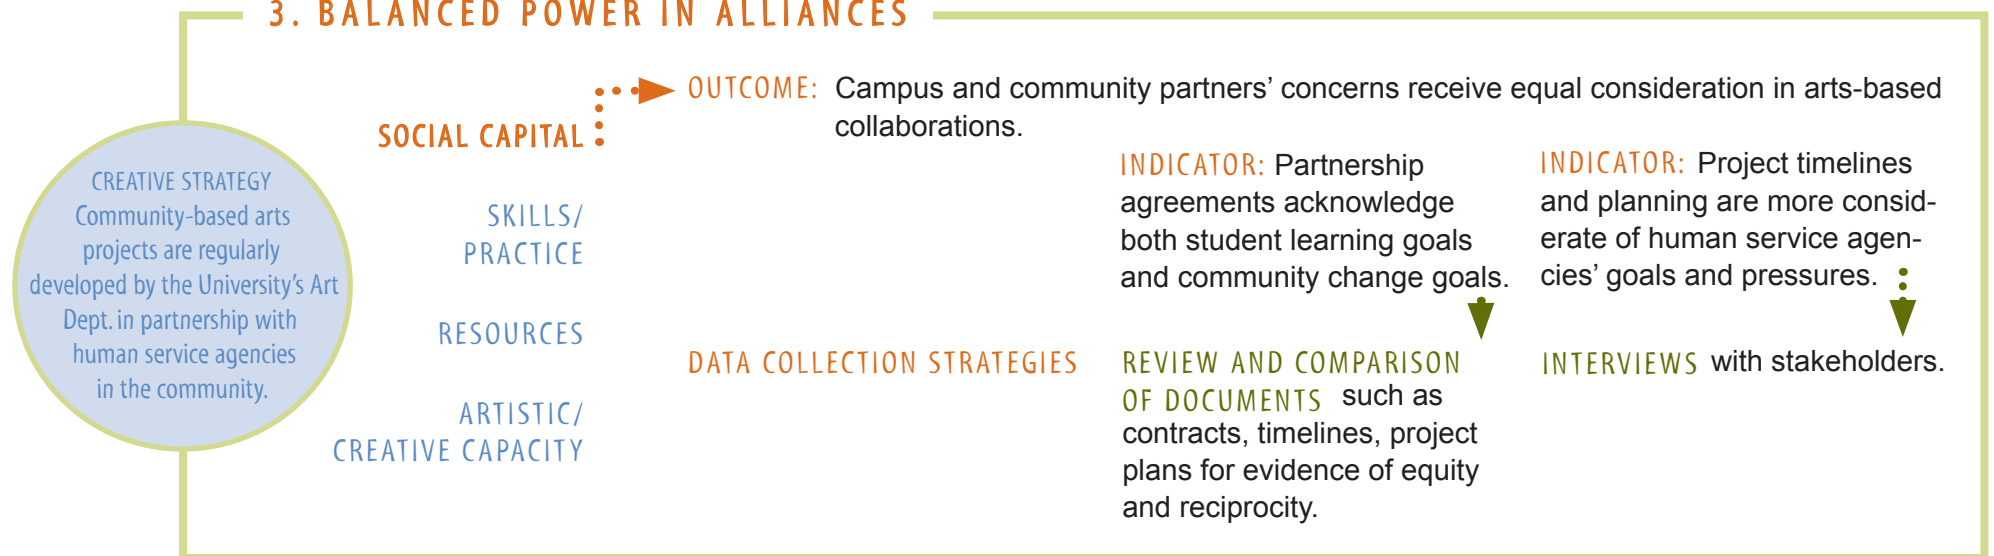 3. BALANCED POWER IN ALLIANCES
CREATIVE STRATEGY
Community-based arts
projects are regularly
developed by the University's Art
Dept. in partnership with
human service agencies
in the community.
SOCIAL CAPITAL
SKILLS/
PRACTICE
RESOURCES
ARTISTIC/
CREATIVE CAPACITY
OUTCOME: Campus and community partners’ concerns receive equal consideration in arts-based
collaborations.
INDICATOR: Partnership
agreements acknowledge
both student learning goals
and community change goals.
INDICATOR: Project timelines
and planning are more consid-
erate of human service agen-
cies’ goals and pressures.
DATA COLLECTION STRATEGIES
REVIEW AND COMPARISON
OF DOCUMENTS such as
contracts, timelines, project
plans for evidence of equity
and reciprocity.
INTERVIEWS with stakeholders.